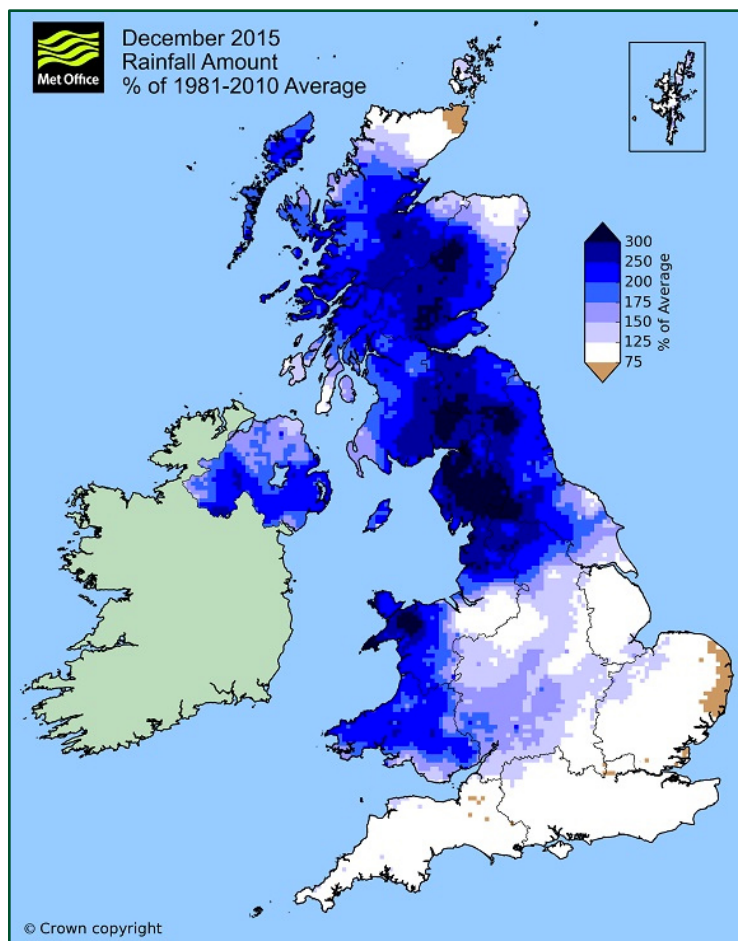 Met Office
December 2015
Rainfall Amount
% of 1981-2010 Average
300
250
200
175
150
125
75
% of Average
© Crown copyright